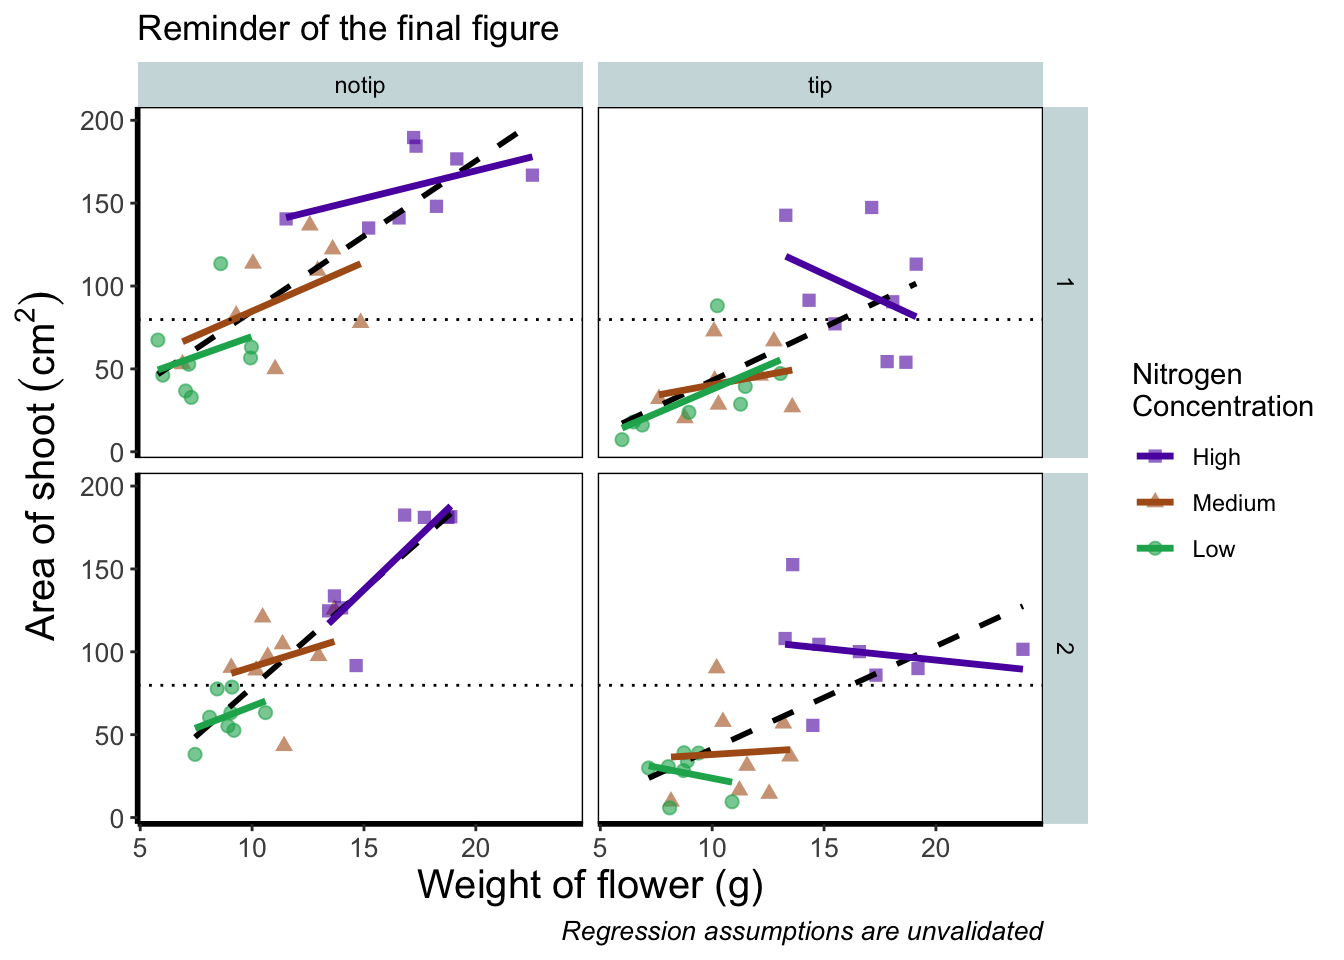 Reminder of the final figure
notip
tip
200
150
100
50
0
1
200
150
100
50
0
2
Area of shoot (cm²)
5 10 15 20
5 10 15 20
Weight of flower (g)
Regression assumptions are unvalidated
Nitrogen
Concentration
High
Medium
Low